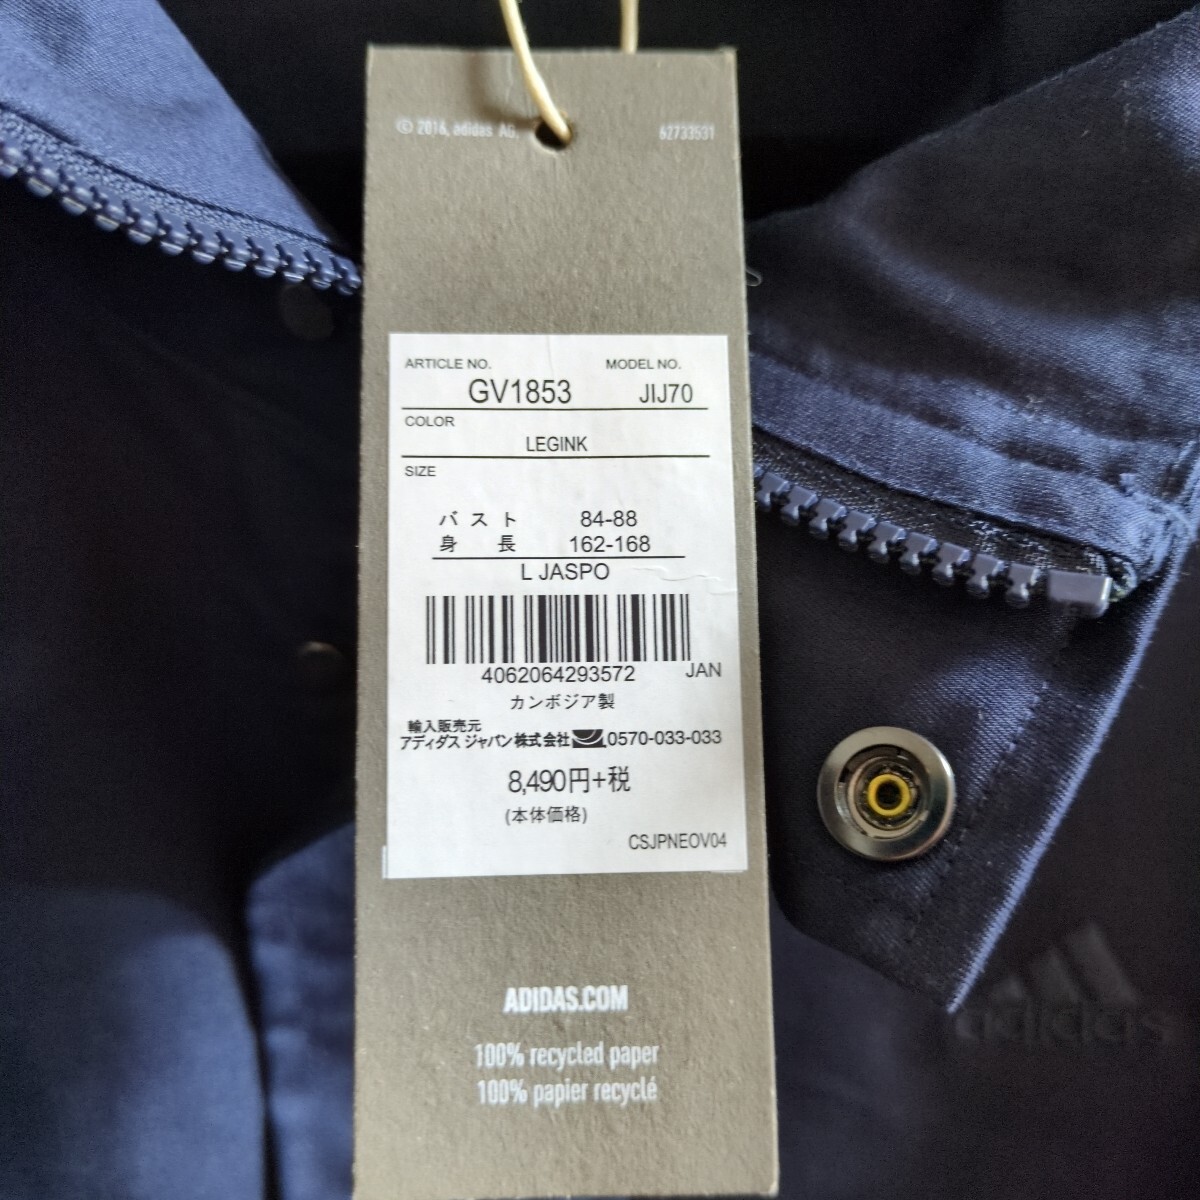 © 2016, adidas AG.
62733531
ARTICLE NO. MODEL NO.
GV1853 JIJ70
COLOR
LEGINK
SIZE
バスト 84-88
身長 162-168
L JASPO
4062064293572 JAN
カンボジア製
輸入販売元
アディダス ジャパン株式会社 0570-033-033
8,490円+税
(本体価格)
CSJPNEOV04
ADIDAS.COM
100% recycled paper
100% papier recyclé
adidas